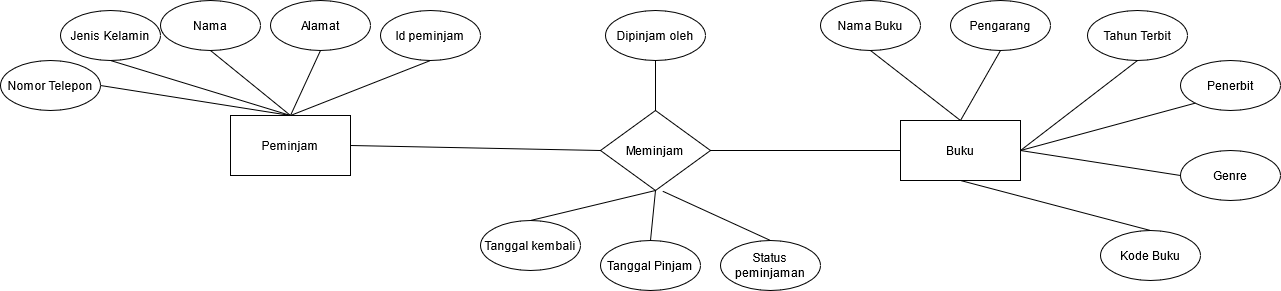 Nama
Alamat
Jenis Kelamin
Id peminjam
Nomor Telepon
Peminjam
Dipinjam oleh
Meminjam
Tanggal kembali
Tanggal Pinjam
Status
peminjaman
Nama Buku
Pengarang
Tahun Terbit
Penerbit
Buku
Genre
Kode Buku